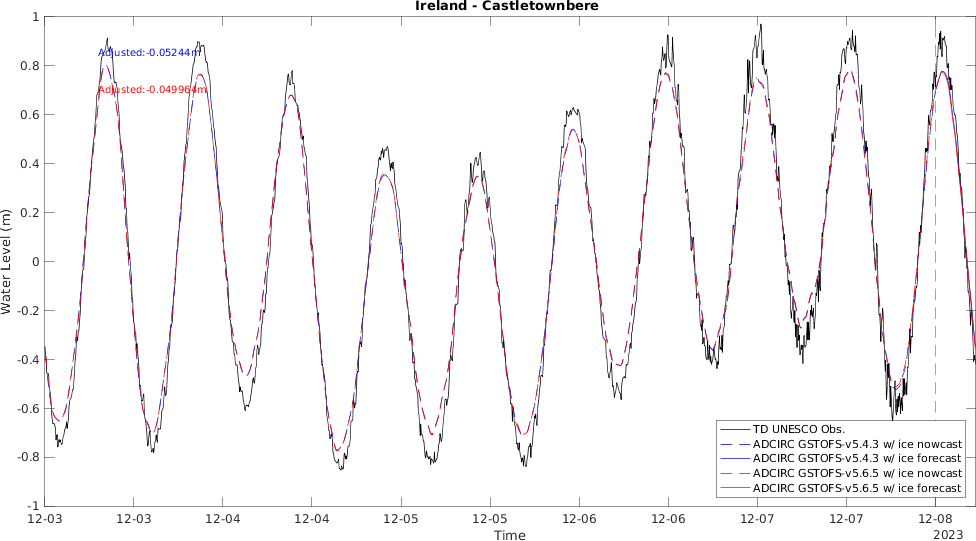 Ireland - Castletownbere
Water Level (m)
1
0.8
0.6
0.4
0.2
0
-0.2
-0.4
-0.6
-0.8
-1
Adjusted:-0.05244m
Adjusted:-0.049964m
TD UNESCO Obs.
ADCIRC GSTOFS-v5.4.3 w/ ice nowcast
ADCIRC GSTOFS-v5.4.3 w/ ice forecast
ADCIRC GSTOFS-v5.6.5 w/ ice nowcast
ADCIRC GSTOFS-v5.6.5 w/ ice forecast
12-03 12-03 12-04 12-04 12-05 12-05 12-06 12-06 12-07 12-07 12-08
Time
2023